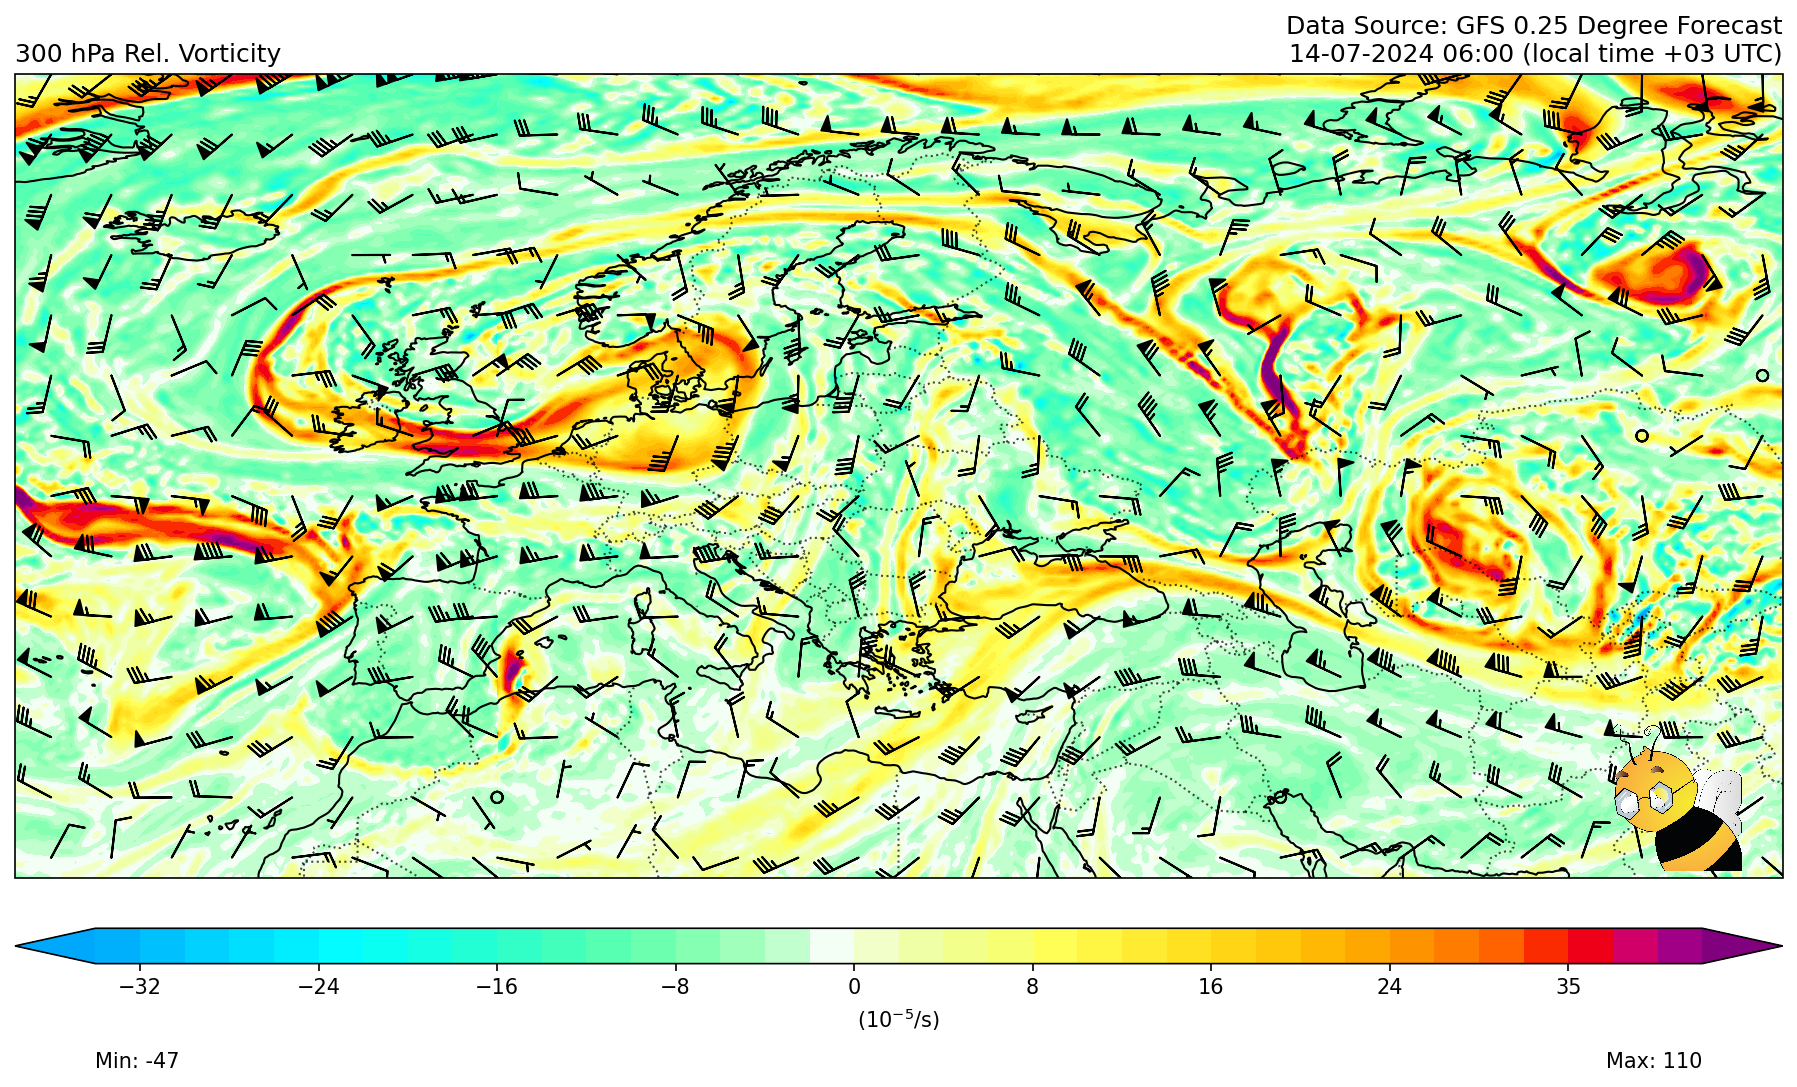 Data Source: GFS 0.25 Degree Forecast
300 hPa Rel. Vorticity
14-07-2024 06:00 (local time +03 UTC)
−32 −24 −16 −8 0 8 16 24 35
(10⁻⁵/s)
Min: -47
Max: 110